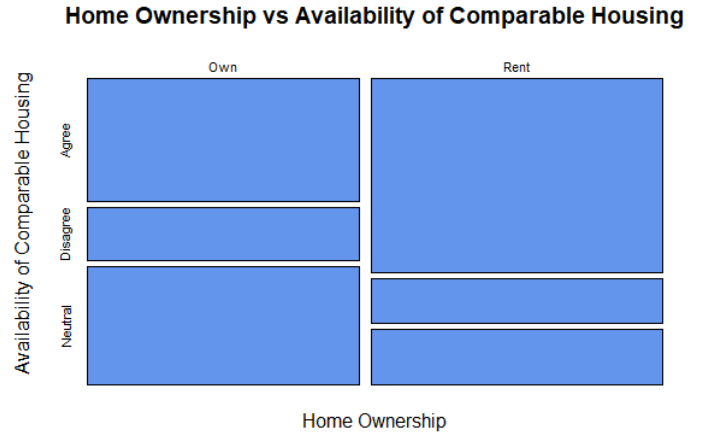 Home Ownership vs Availability of Comparable Housing
Own
Rent
Availability of Comparable Housing
Agree
Disagree
Neutral
Home Ownership